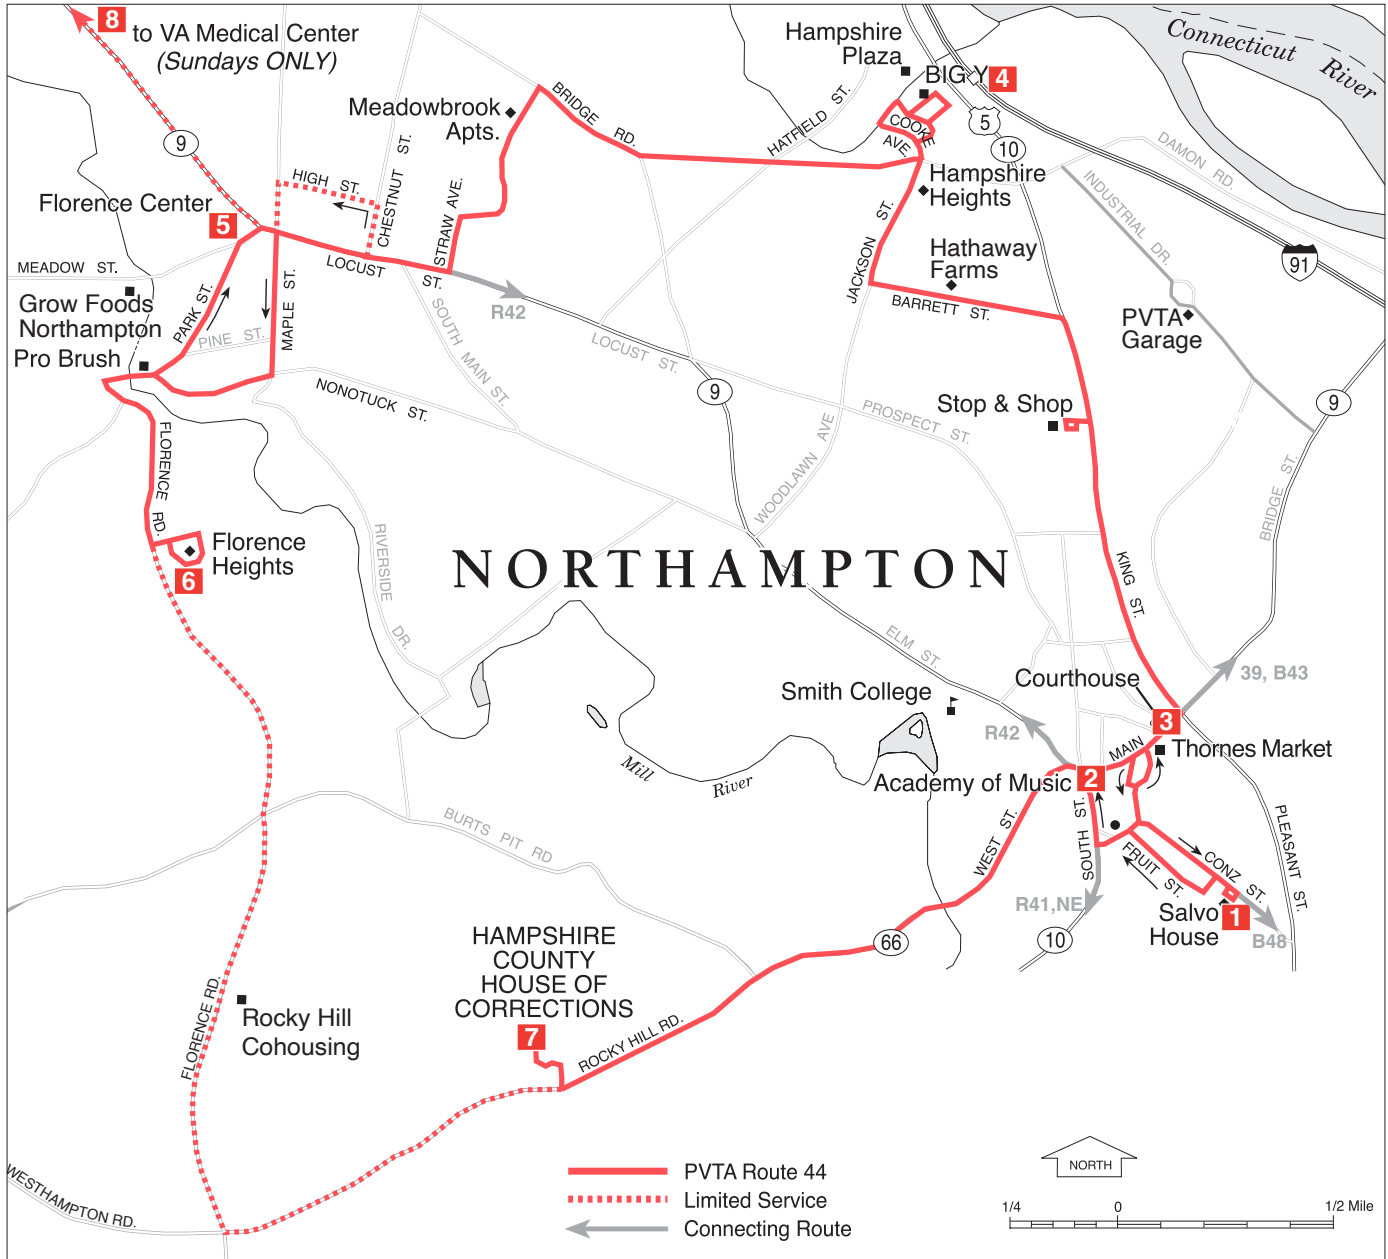 8
to VA Medical Center
(Sundays ONLY)
9
Florence Center
5
MEADOW ST.
Grow Foods
Northampton
Pro Brush
PARK ST.
PINE ST.
MAPLE ST.
HIGH ST.
CHESTNUT ST.
LOCUST ST.
STRAW AVE.
Meadowbrook
Apts.
BRIDGE RD.
R42
SOUTH MAIN ST.
NONOTUCK ST.
LOCUST ST.
9
HATFIELD ST.
Hampshire
Plaza
BIG Y
4
COOKE
AVE
5
10
Connecticut River
DAMON RD.
INDUSTRIAL DR.
91
Hampshire
Heights
JACKSON ST.
Hathaway
Farms
BARRETT ST.
PVTA
Garage
9
Stop & Shop
PROSPECT ST.
WOODLAWN AVE
BRIDGE ST.
FLORENCE RD.
Florence
Heights
6
RIVERSIDE DR.
NORTHAMPTON
KING ST.
ELM ST.
Courthouse
39, B43
Smith College
R42
3
MAIN
Thornes Market
Academy of Music
2
Mill River
BURTS PIT RD
WEST ST.
SOUTH ST.
FRUIT ST.
CONZ ST.
PLEASANT ST.
R41,NE
10
Salvo
House
1
B48
66
HAMPSHIRE
COUNTY
HOUSE OF
CORRECTIONS
7
ROCKY HILL RD.
FLORENCE RD.
Rocky Hill
Cohousing
WESTHAMPTON RD.
PVTA Route 44
Limited Service
Connecting Route
NORTH
1/4 0 1/2 Mile